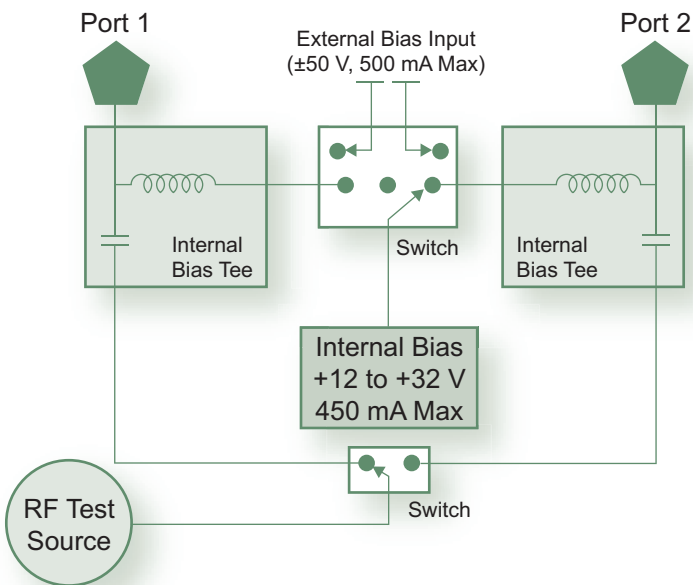 Port 1
External Bias Input
(±50 V, 500 mA Max)
Port 2
Internal
Bias Tee
Switch
Internal
Bias Tee
Internal Bias
+12 to +32 V
450 mA Max
RF Test
Source
Switch